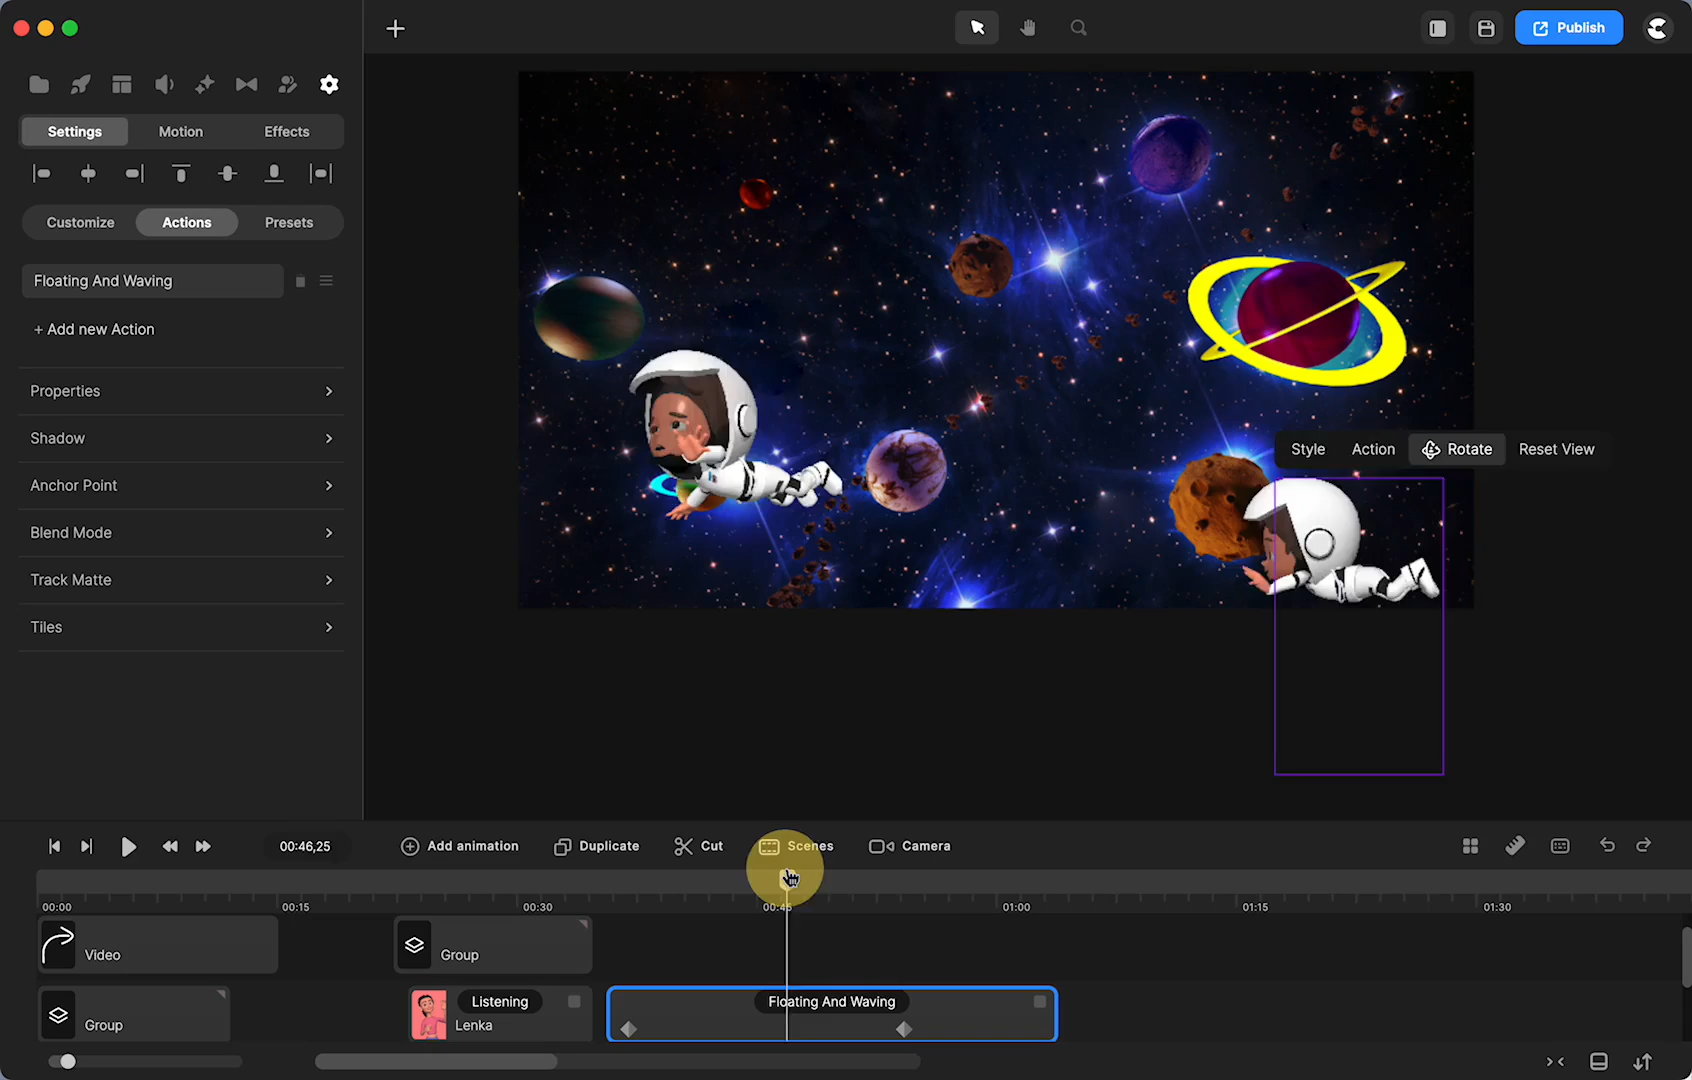 Publish
Settings Motion Effects
Customize Actions Presets
Floating And Waving
+ Add new Action
Properties
Shadow
Anchor Point
Blend Mode
Track Matte
Tiles
Style Action Rotate Reset View
00:46,25 Add animation Duplicate Cut Scenes Camera
00:00 00:15 00:30 00:45 01:00 01:15 01:30
Video Group
Group Listening Lenka Floating And Waving